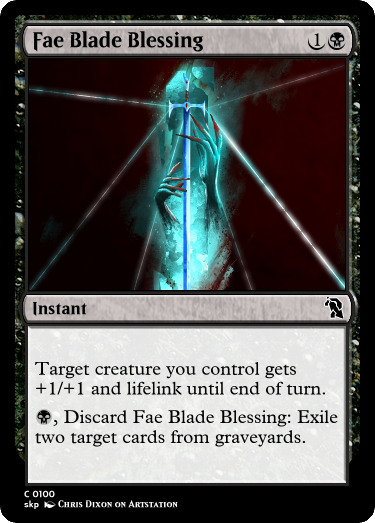 Fae Blade Blessing 1
Instant
Target creature you control gets
+1/+1 and lifelink until end of turn.
, Discard Fae Blade Blessing: Exile
two target cards from graveyards.
C 0100
skp Chris Dixon on Artstation